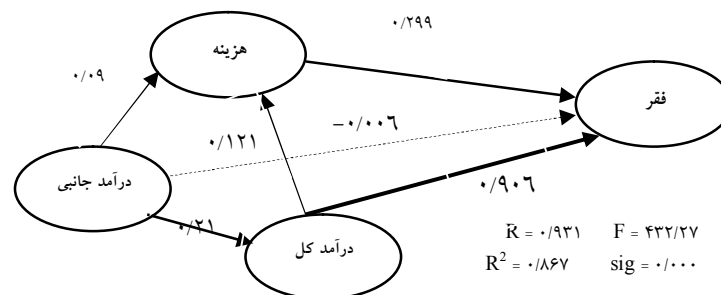 ۰/۲۹۹
هزینه
۰/۰۹
فقر
−۰/۰۰۶
۰/۱۲۱
درآمد جانبی
۰/۹۰۶
۰/۲۱
درآمد کل
R = ۰/۹۳۱ F = ۴۳۲/۲۷
R² = ۰/۸۶۷ sig = ۰/۰۰۰